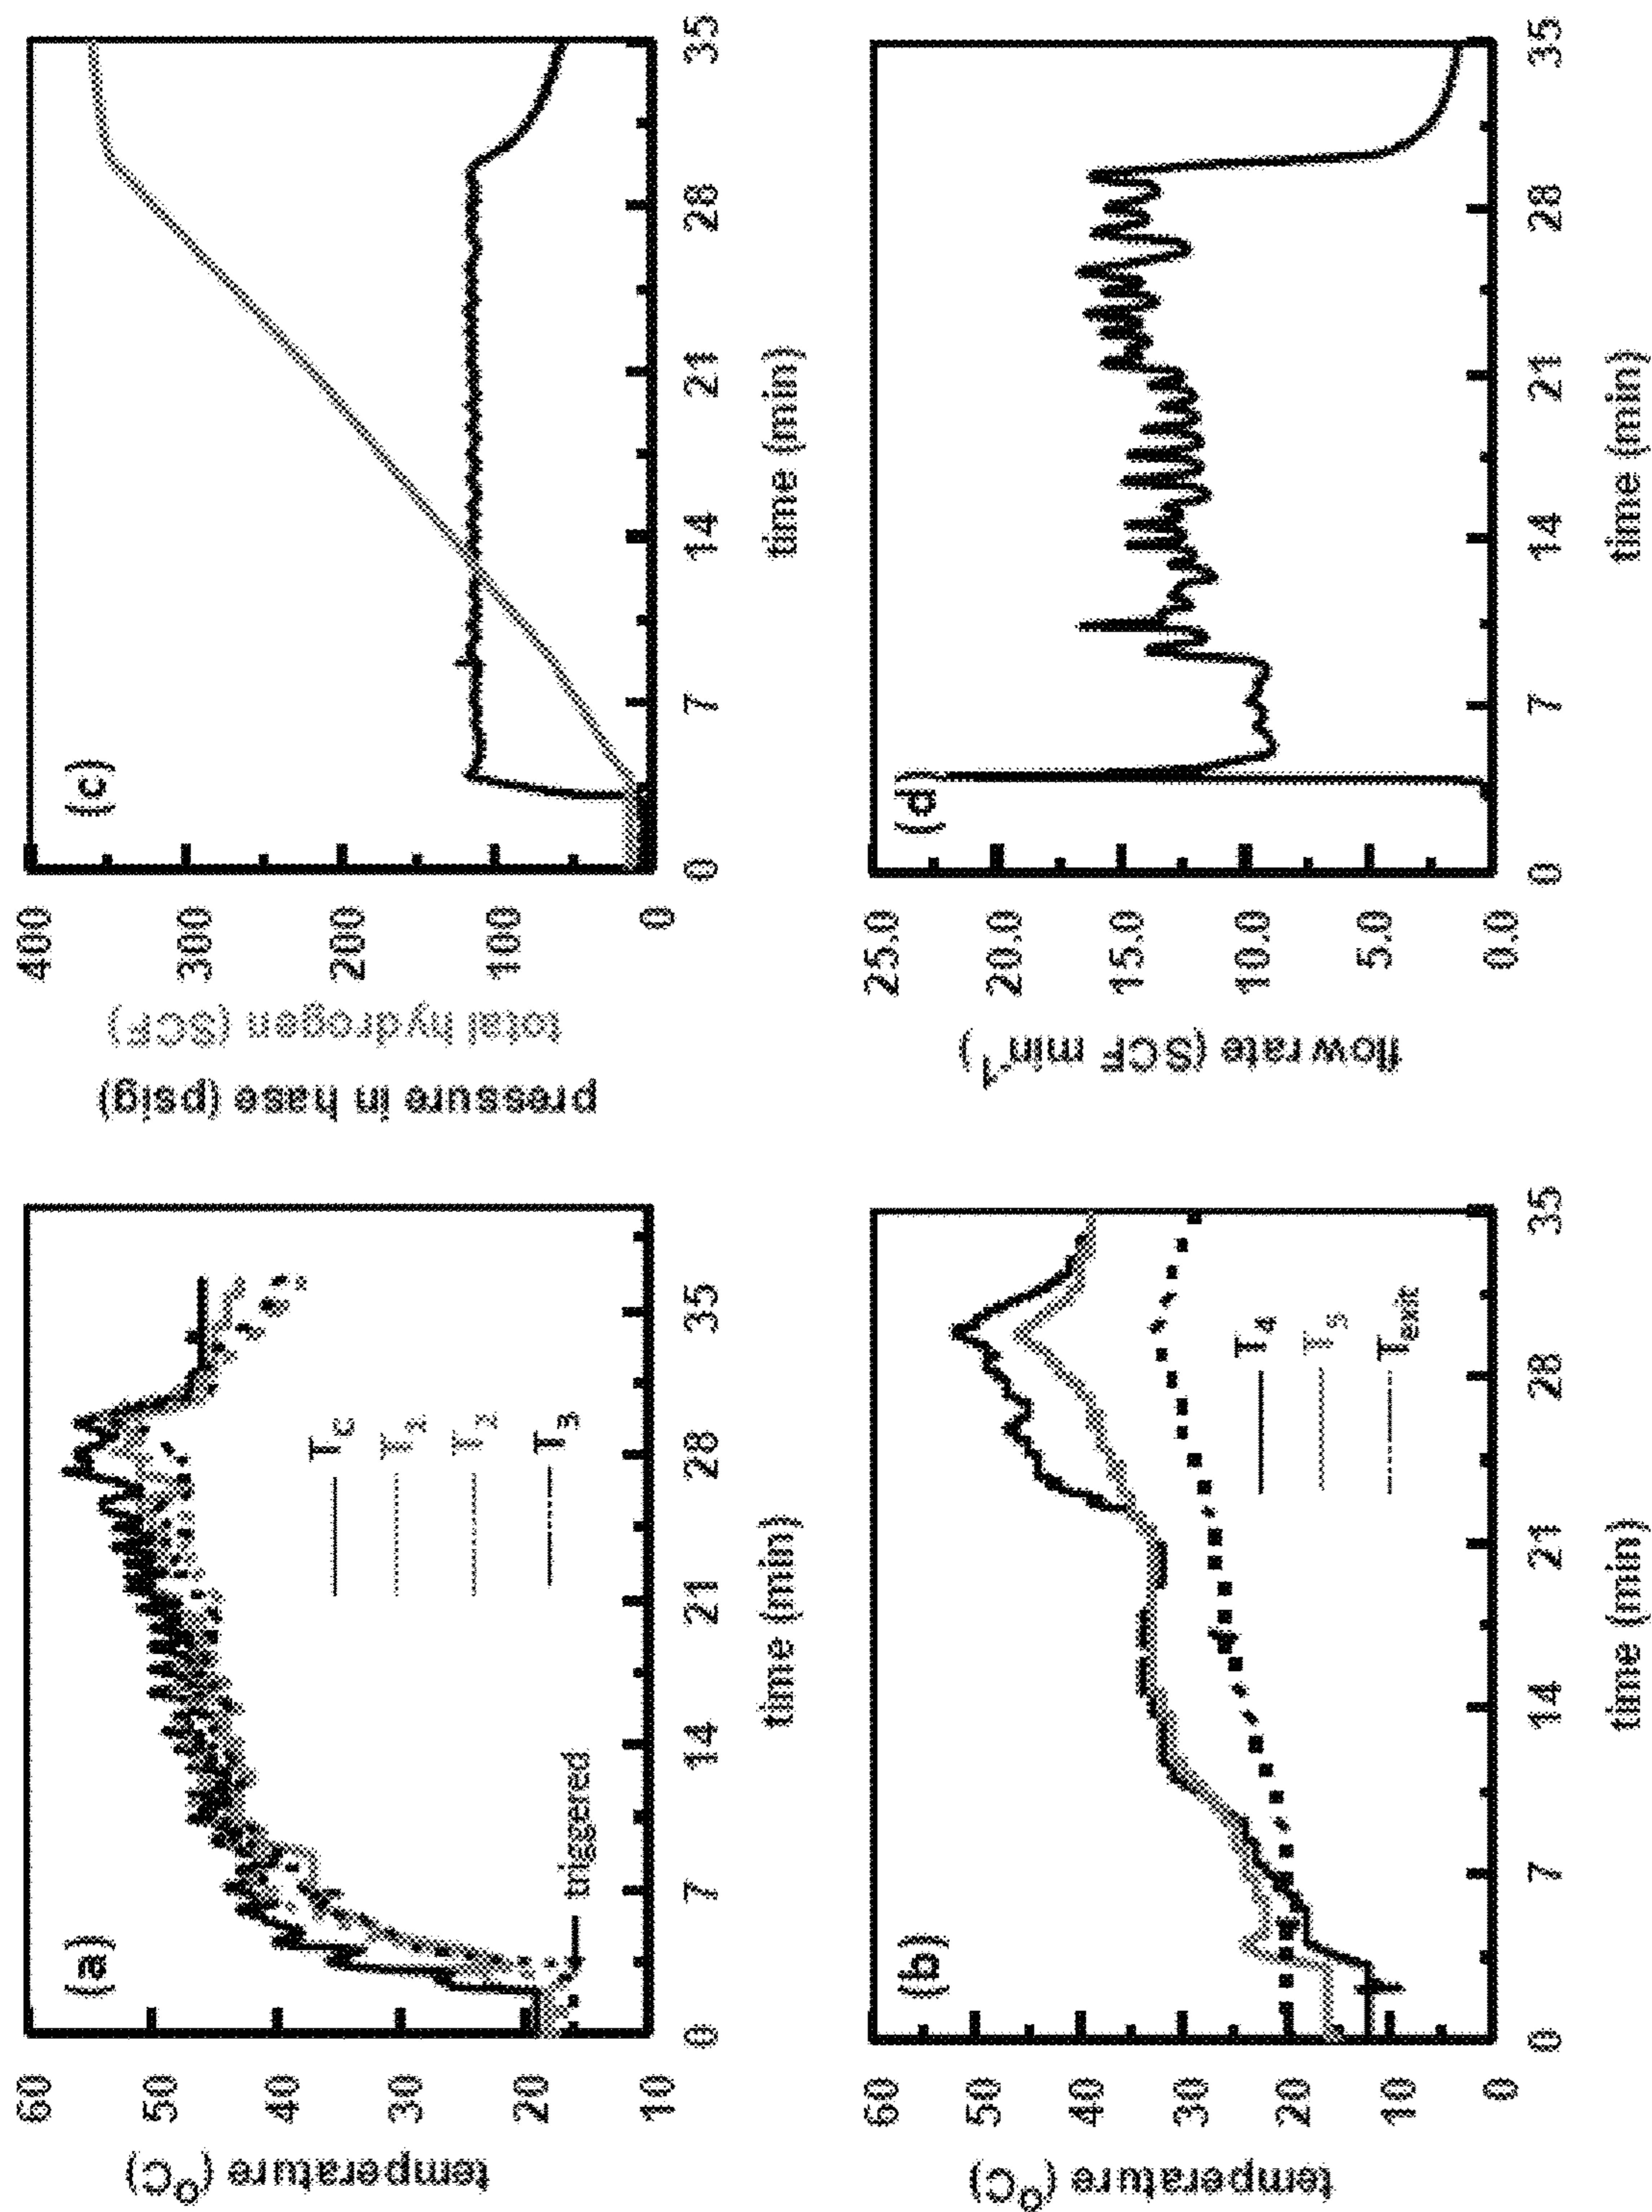 (a)
temperature (°C)
60
50
40
30
20
10
T_C
T_1
T_2
T_3
triggered
0 7 14 21 28 35
time (min)
(c)
pressure in hase (psig)
total hydrogen (SCF)
400
300
200
100
0
0 7 14 21 28 35
time (min)
(b)
temperature (°C)
60
50
40
30
20
10
0
T_4
T_5
T_exit
0 7 14 21 28 35
time (min)
(d)
flow rate (SCF min⁻¹)
25.0
20.0
15.0
10.0
5.0
0.0
0 7 14 21 28 35
time (min)